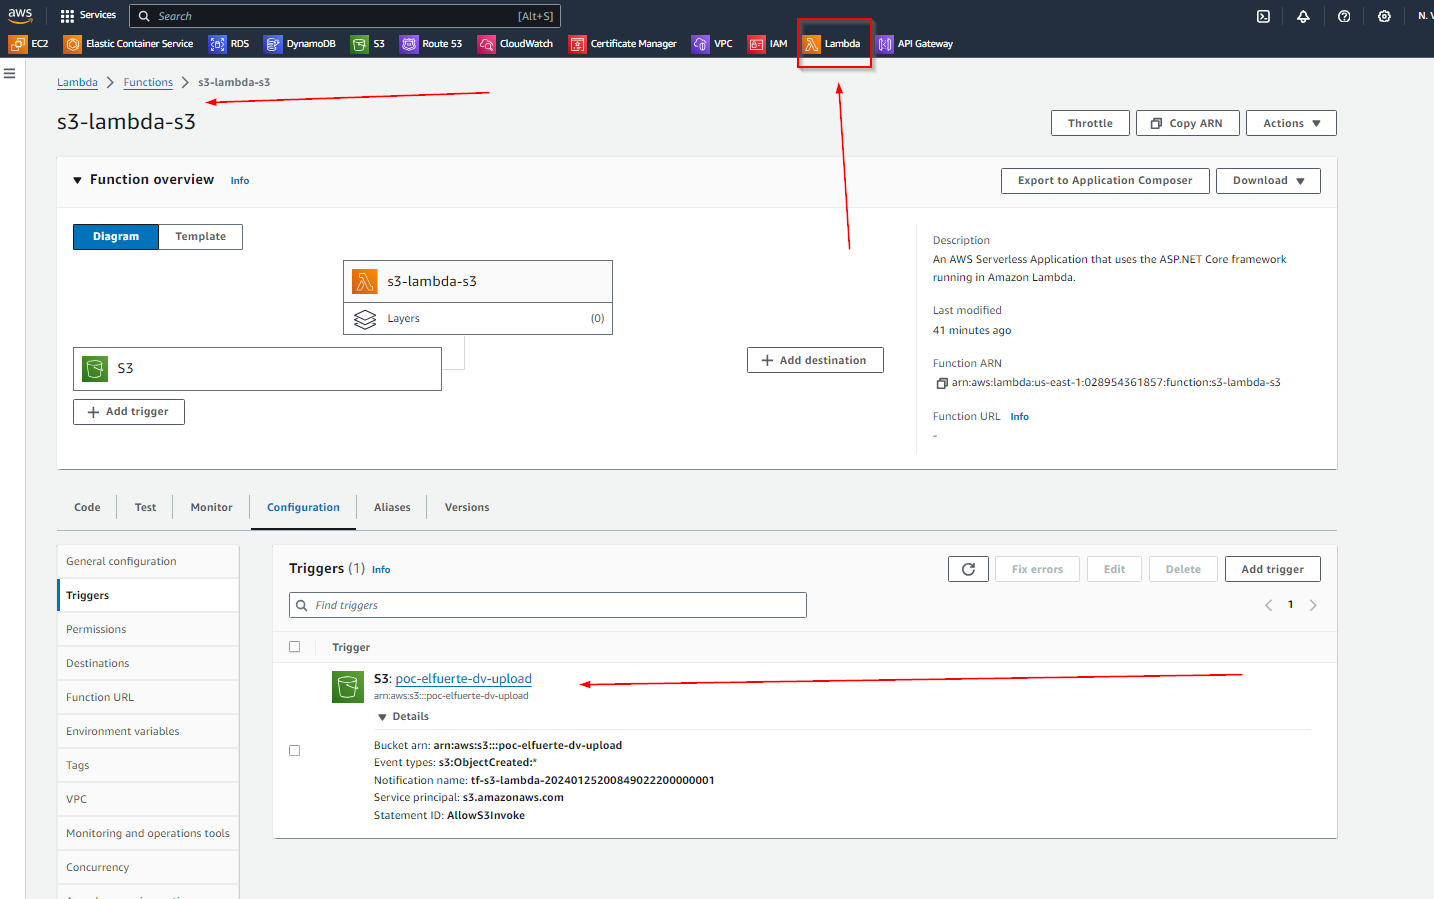 aws Services Search [Alt+S] N. V
EC2 Elastic Container Service RDS DynamoDB S3 Route 53 CloudWatch Certificate Manager VPC IAM Lambda API Gateway
Lambda > Functions > s3-lambda-s3
s3-lambda-s3
Throttle Copy ARN Actions
Function overview Info
Export to Application Composer Download
Diagram Template
s3-lambda-s3
Layers (0)
S3
Add destination
Add trigger
Description
An AWS Serverless Application that uses the ASP.NET Core framework
running in Amazon Lambda.
Last modified
41 minutes ago
Function ARN
arn:aws:lambda:us-east-1:028954361857:function:s3-lambda-s3
Function URL Info
-
Code Test Monitor Configuration Aliases Versions
General configuration
Triggers
Permissions
Destinations
Function URL
Environment variables
Tags
VPC
Monitoring and operations tools
Concurrency
Triggers (1) Info
Fix errors Edit Delete Add trigger
Find triggers
1
Trigger
S3: poc-elfuerte-dv-upload
arn:aws:s3:::poc-elfuerte-dv-upload
Details
Bucket arn: arn:aws:s3:::poc-elfuerte-dv-upload
Event types: s3:ObjectCreated:*
Notification name: tf-s3-lambda-20240125200849022200000001
Service principal: s3.amazonaws.com
Statement ID: AllowS3Invoke